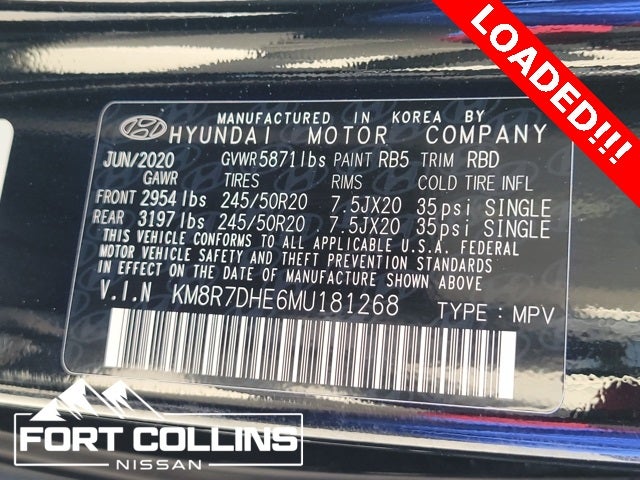 LOADED!!!
MANUFACTURED IN KOREA BY
HYUNDAI MOTOR COMPANY
JUN/2020 GVWR 5871lbs PAINT RB5 TRIM RBD
GAWR TIRES RIMS COLD TIRE INFL
FRONT 2954 lbs 245/50R20 7.5JX20 35psi SINGLE
REAR 3197 lbs 245/50R20 7.5JX20 35psi SINGLE
THIS VEHICLE CONFORMS TO ALL APPLICABLE U.S.A. FEDERAL
MOTOR VEHICLE SAFETY AND THEFT PREVENTION STANDARDS
IN EFFECT ON THE DATE OF MANUFACTURE SHOWN ABOVE
V.I.N KM8R7DHE6MU181268 TYPE : MPV
FORT COLLINS
NISSAN